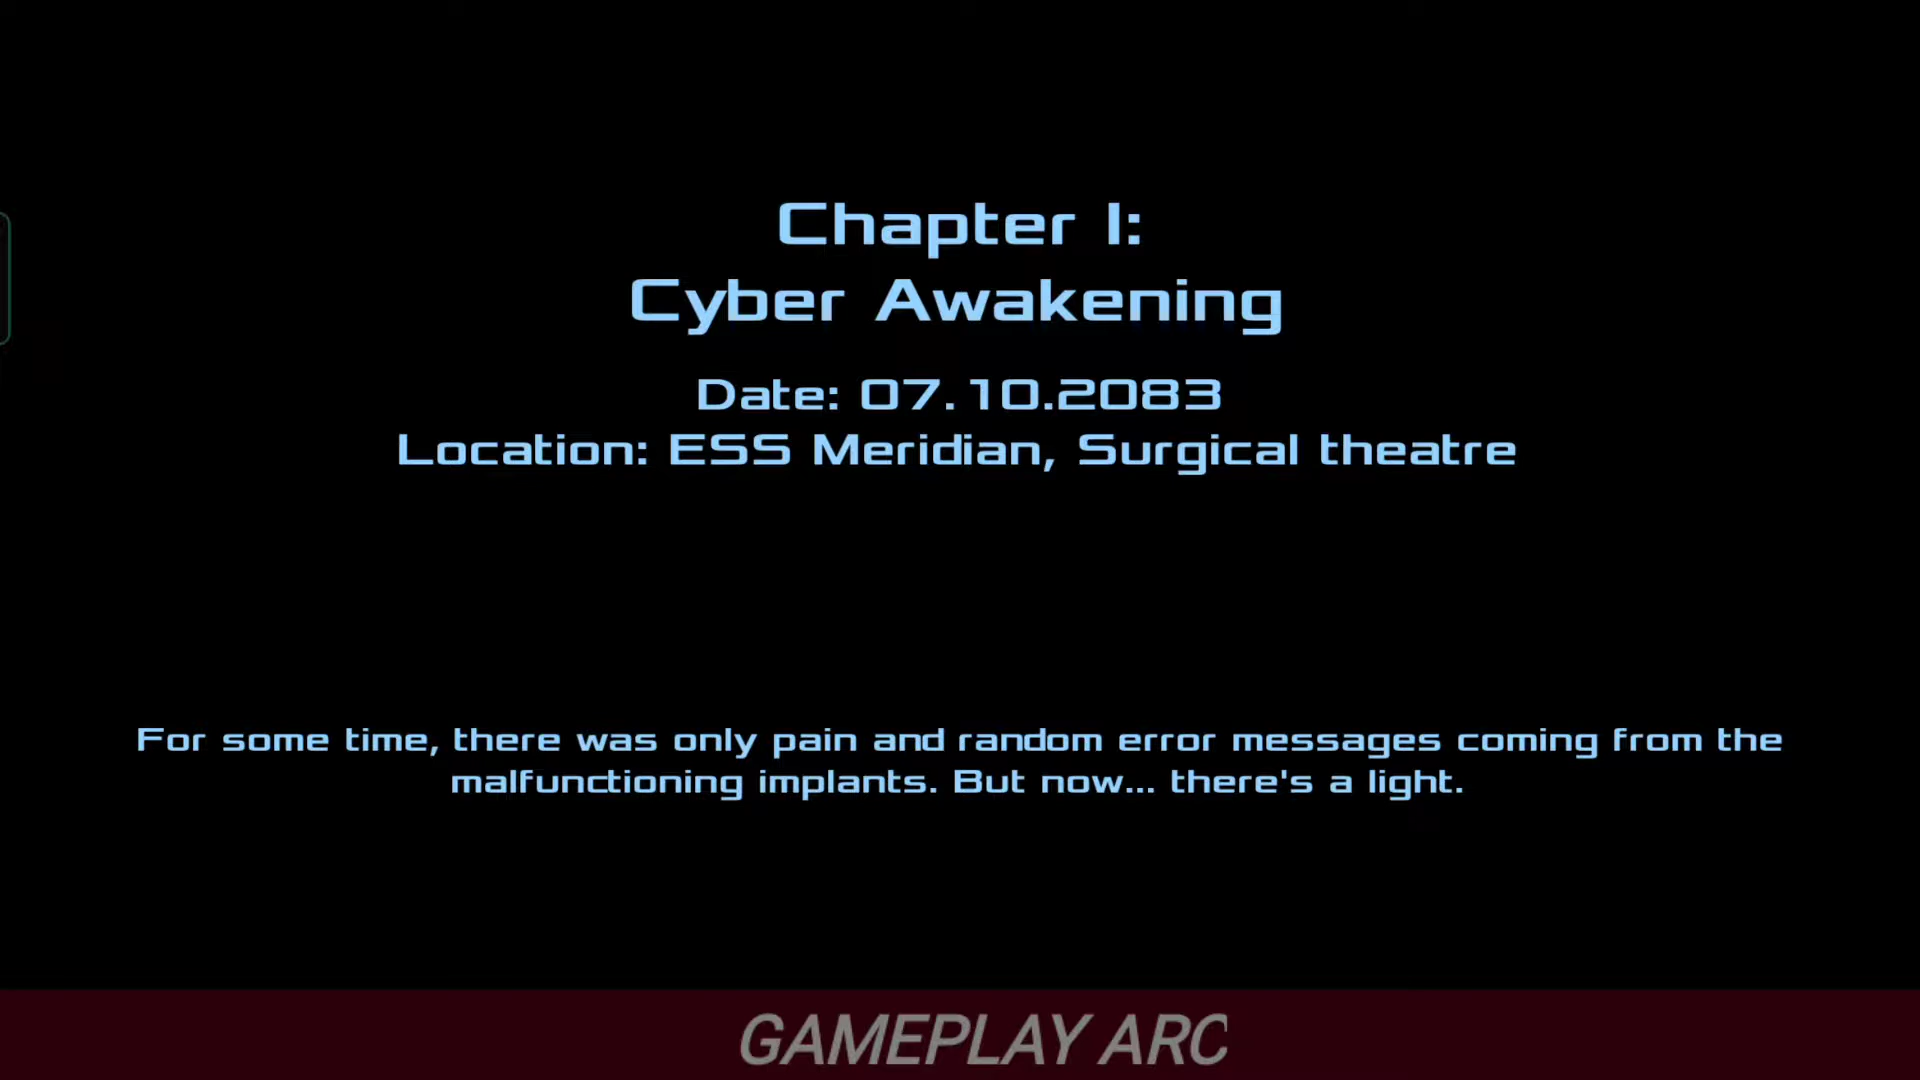 Chapter I:
Cyber Awakening
Date: 07.10.2083
Location: ESS Meridian, Surgical theatre
For some time, there was only pain and random error messages coming from the
malfunctioning implants. But now... there's a light.
GAMEPLAY ARC